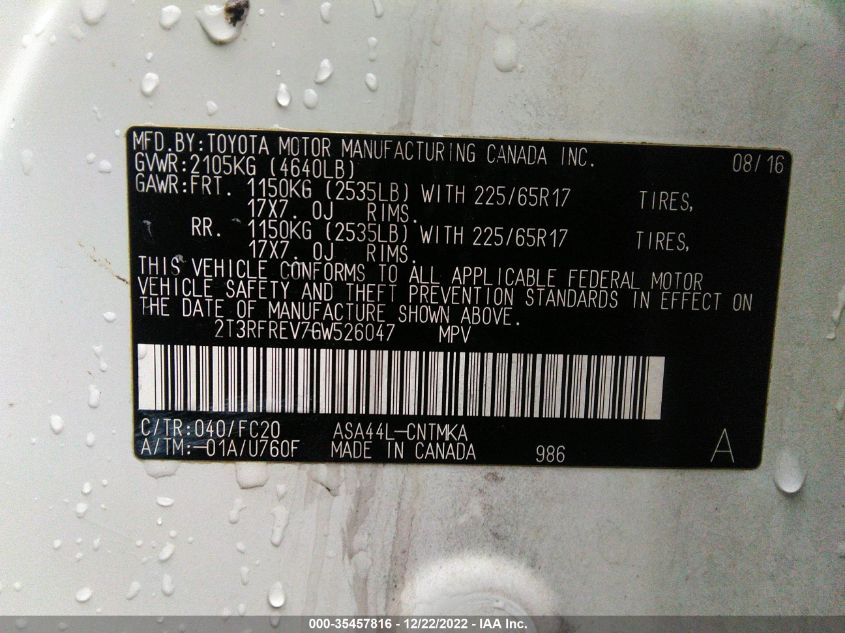 MFD.BY:TOYOTA MOTOR MANUFACTURING CANADA INC. 08/16
GVWR:2105KG (4640LB)
GAWR:FRT. 1150KG (2535LB) WITH 225/65R17 TIRES,
17X7. 0J RIMS.
RR. 1150KG (2535LB) WITH 225/65R17 TIRES,
17X7. 0J RIMS.
THIS VEHICLE CONFORMS TO ALL APPLICABLE FEDERAL MOTOR
VEHICLE SAFETY AND THEFT PREVENTION STANDARDS IN EFFECT ON
THE DATE OF MANUFACTURE SHOWN ABOVE.
2T3RFREV7GW526047 MPV
C/TR:040/FC20 ASA44L-CNTMKA
A/TM:-01A/U760F MADE IN CANADA 986 A
000-35457816 - 12/22/2022 - IAA Inc.